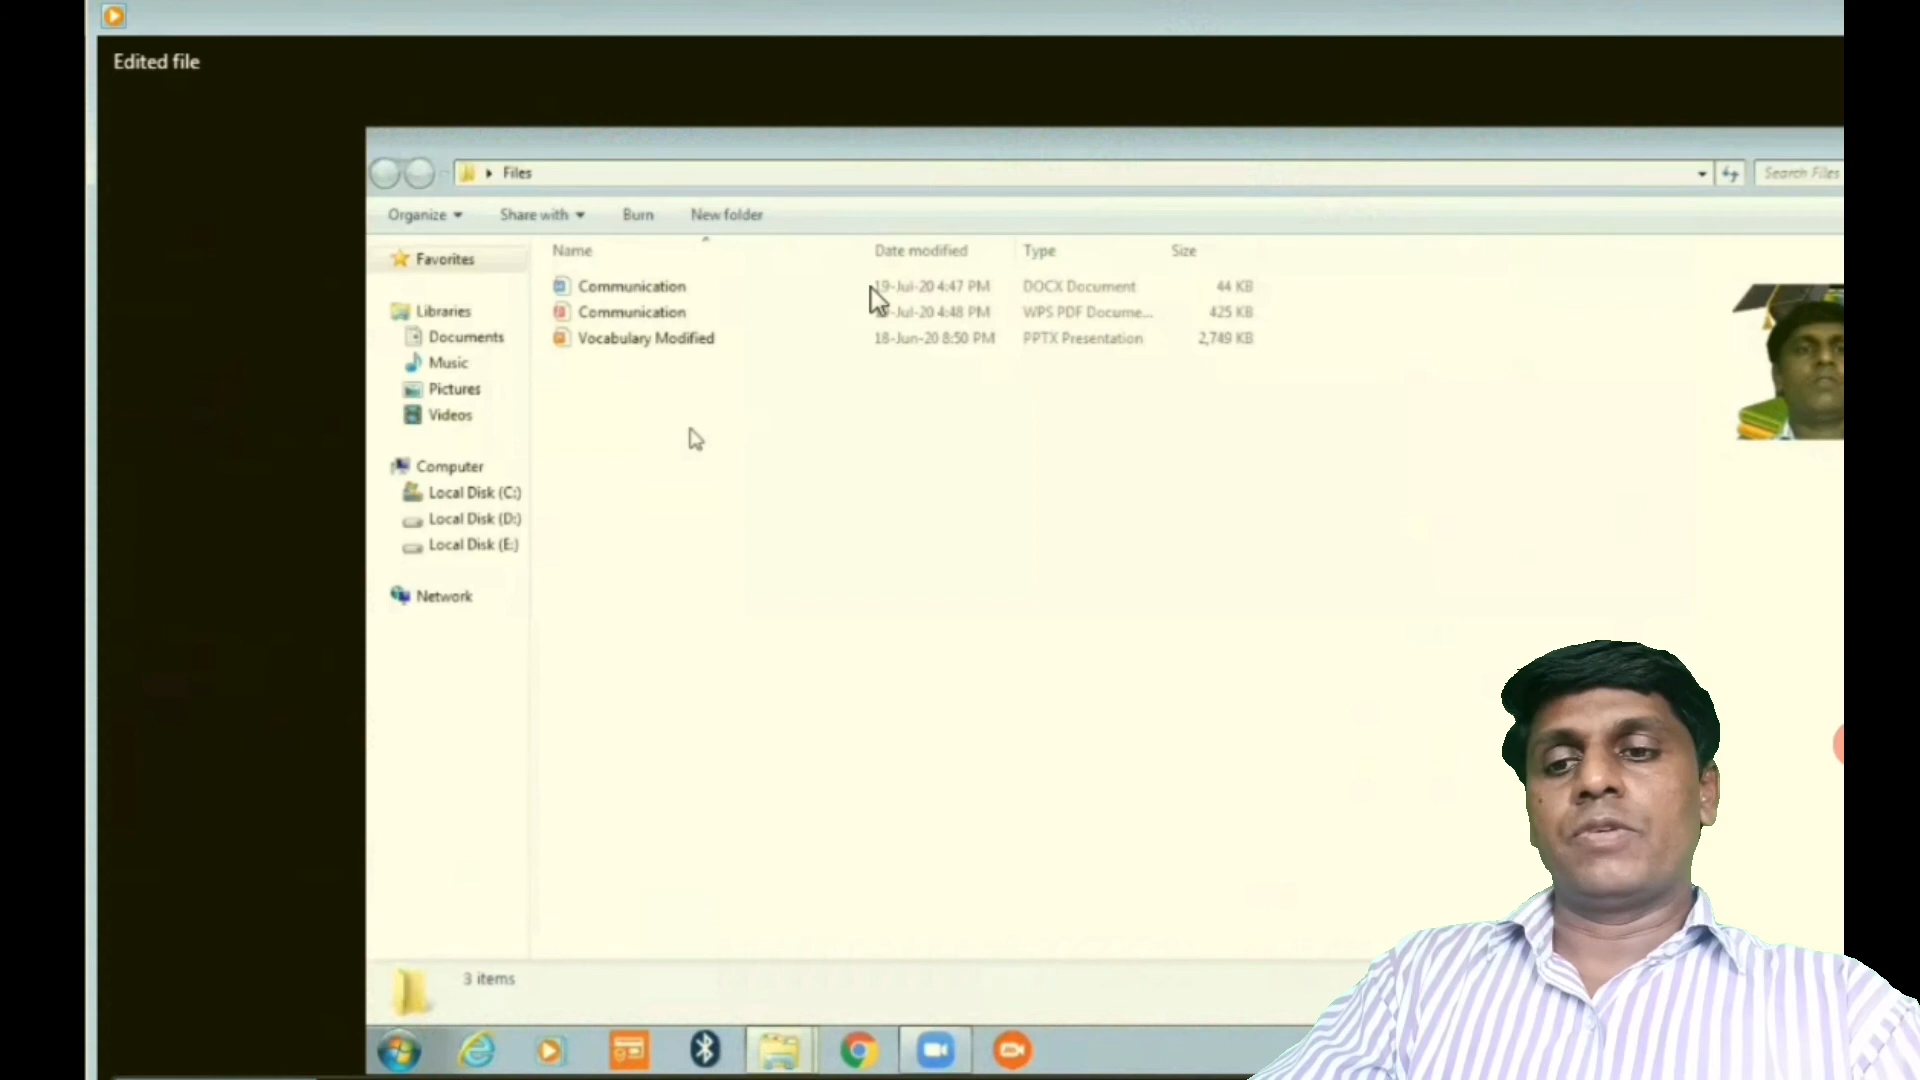 Edited file
Files
Search Files
Organize
Share with
Burn
New folder
Name
Date modified
Type
Size
Favorites
Communication
19-Jul-20 4:47 PM
DOCX Document
44 KB
Libraries
Communication
-Jul-20 4:48 PM
WPS PDF Docume...
425 KB
Documents
Vocabulary Modified
18-Jun-20 8:50 PM
PPTX Presentation
2,749 KB
Music
Pictures
Videos
Computer
Local Disk (C:)
Local Disk (D:)
Local Disk (E:)
Network
3 items